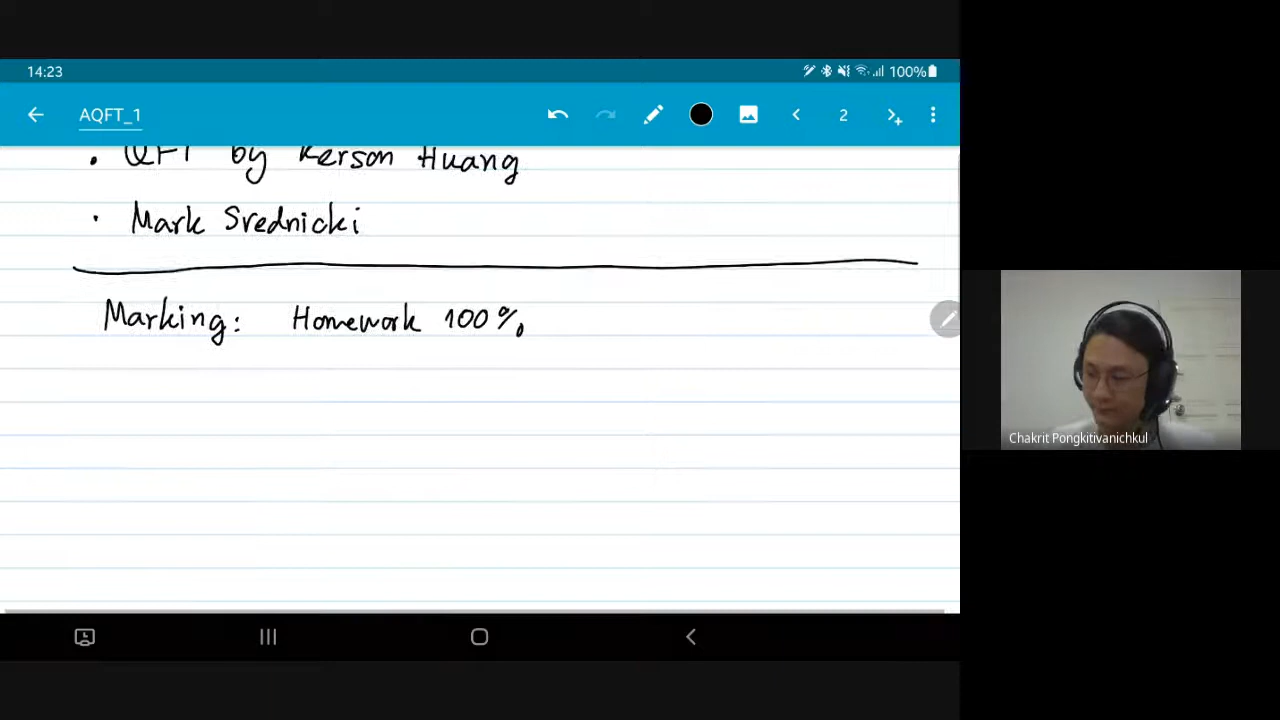 14:23
100%
AQFT_1
2
• QFT by Kerson Huang
• Mark Srednicki
Marking: Homework 100%
Chakrit Pongkitivanichkul